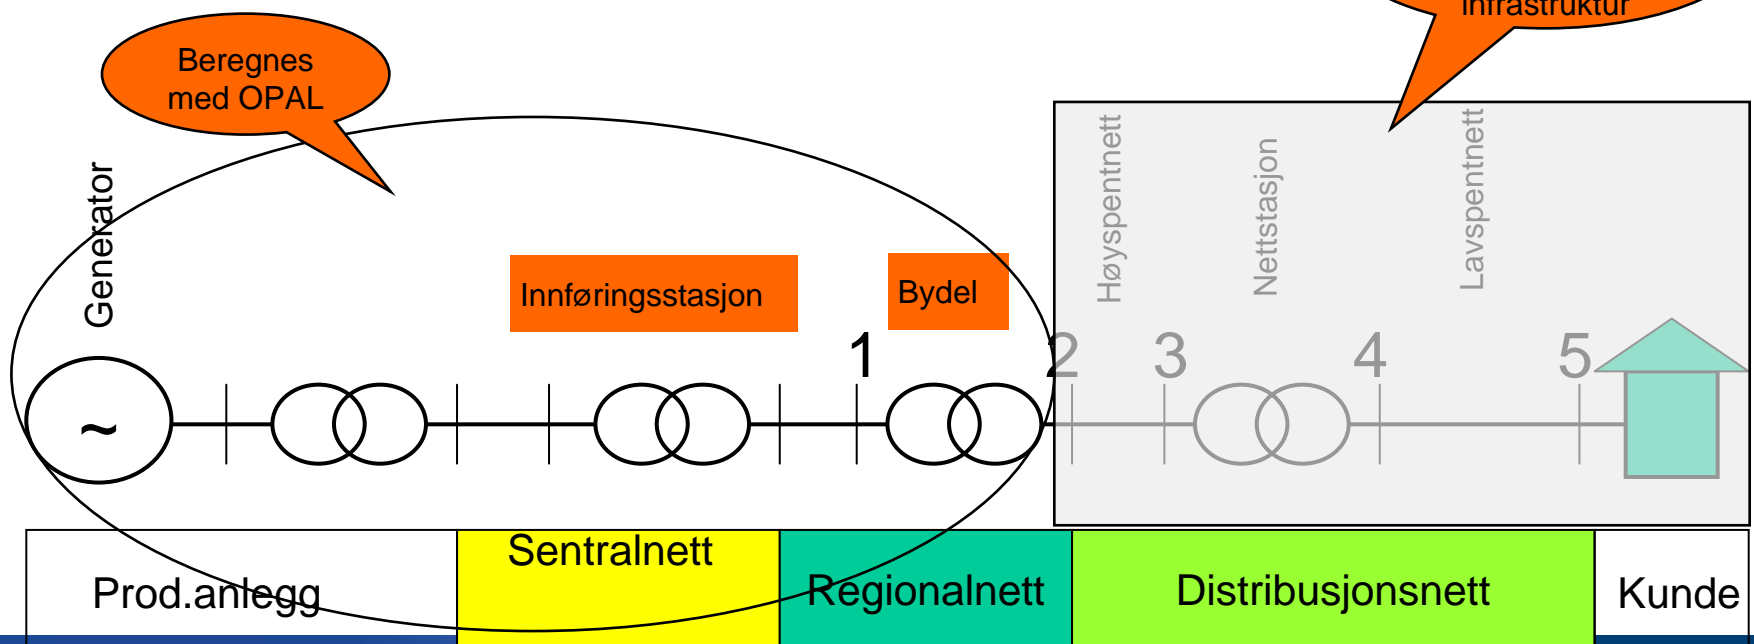 infrastruktur
Beregnes
med OPAL
Generator
Høyspentnett
Nettstasjon
Lavspentnett
Innføringsstasjon
Bydel
1
2
3
4
5
~
Sentralnett
Prod.anlegg
Regionalnett
Distribusjonsnett
Kunde